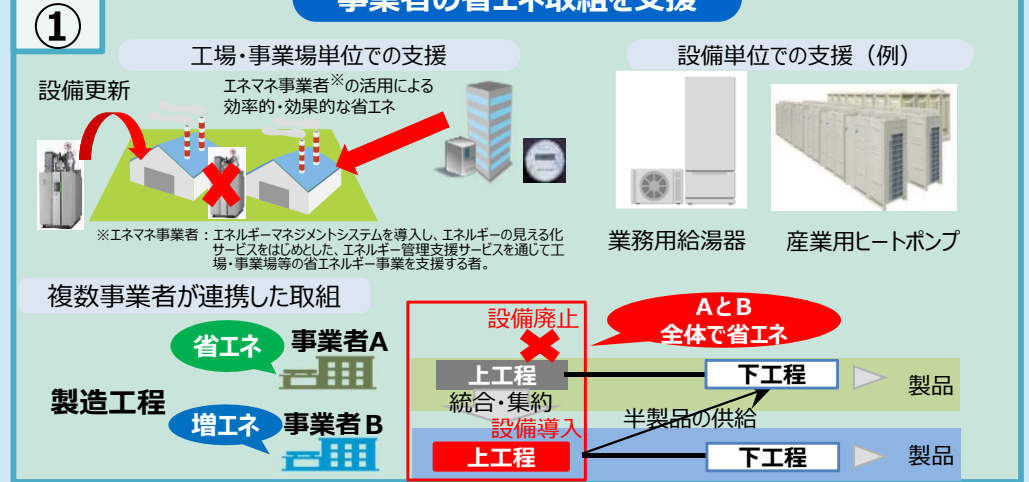 事業者の省エネ取組を支援
①
工場・事業場単位での支援
設備更新
エネマネ事業者※の活用による
効率的・効果的な省エネ
※エネマネ事業者：エネルギーマネジメントシステムを導入し、エネルギーの見える化
サービスをはじめとした、エネルギー管理支援サービスを通じて工
場・事業場等の省エネルギー事業を支援する者。
設備単位での支援（例）
業務用給湯器
産業用ヒートポンプ
複数事業者が連携した取組
製造工程
省エネ
事業者A
増エネ
事業者B
設備廃止
AとB
全体で省エネ
上工程
下工程
製品
統合・集約
設備導入
半製品の供給
上工程
下工程
製品